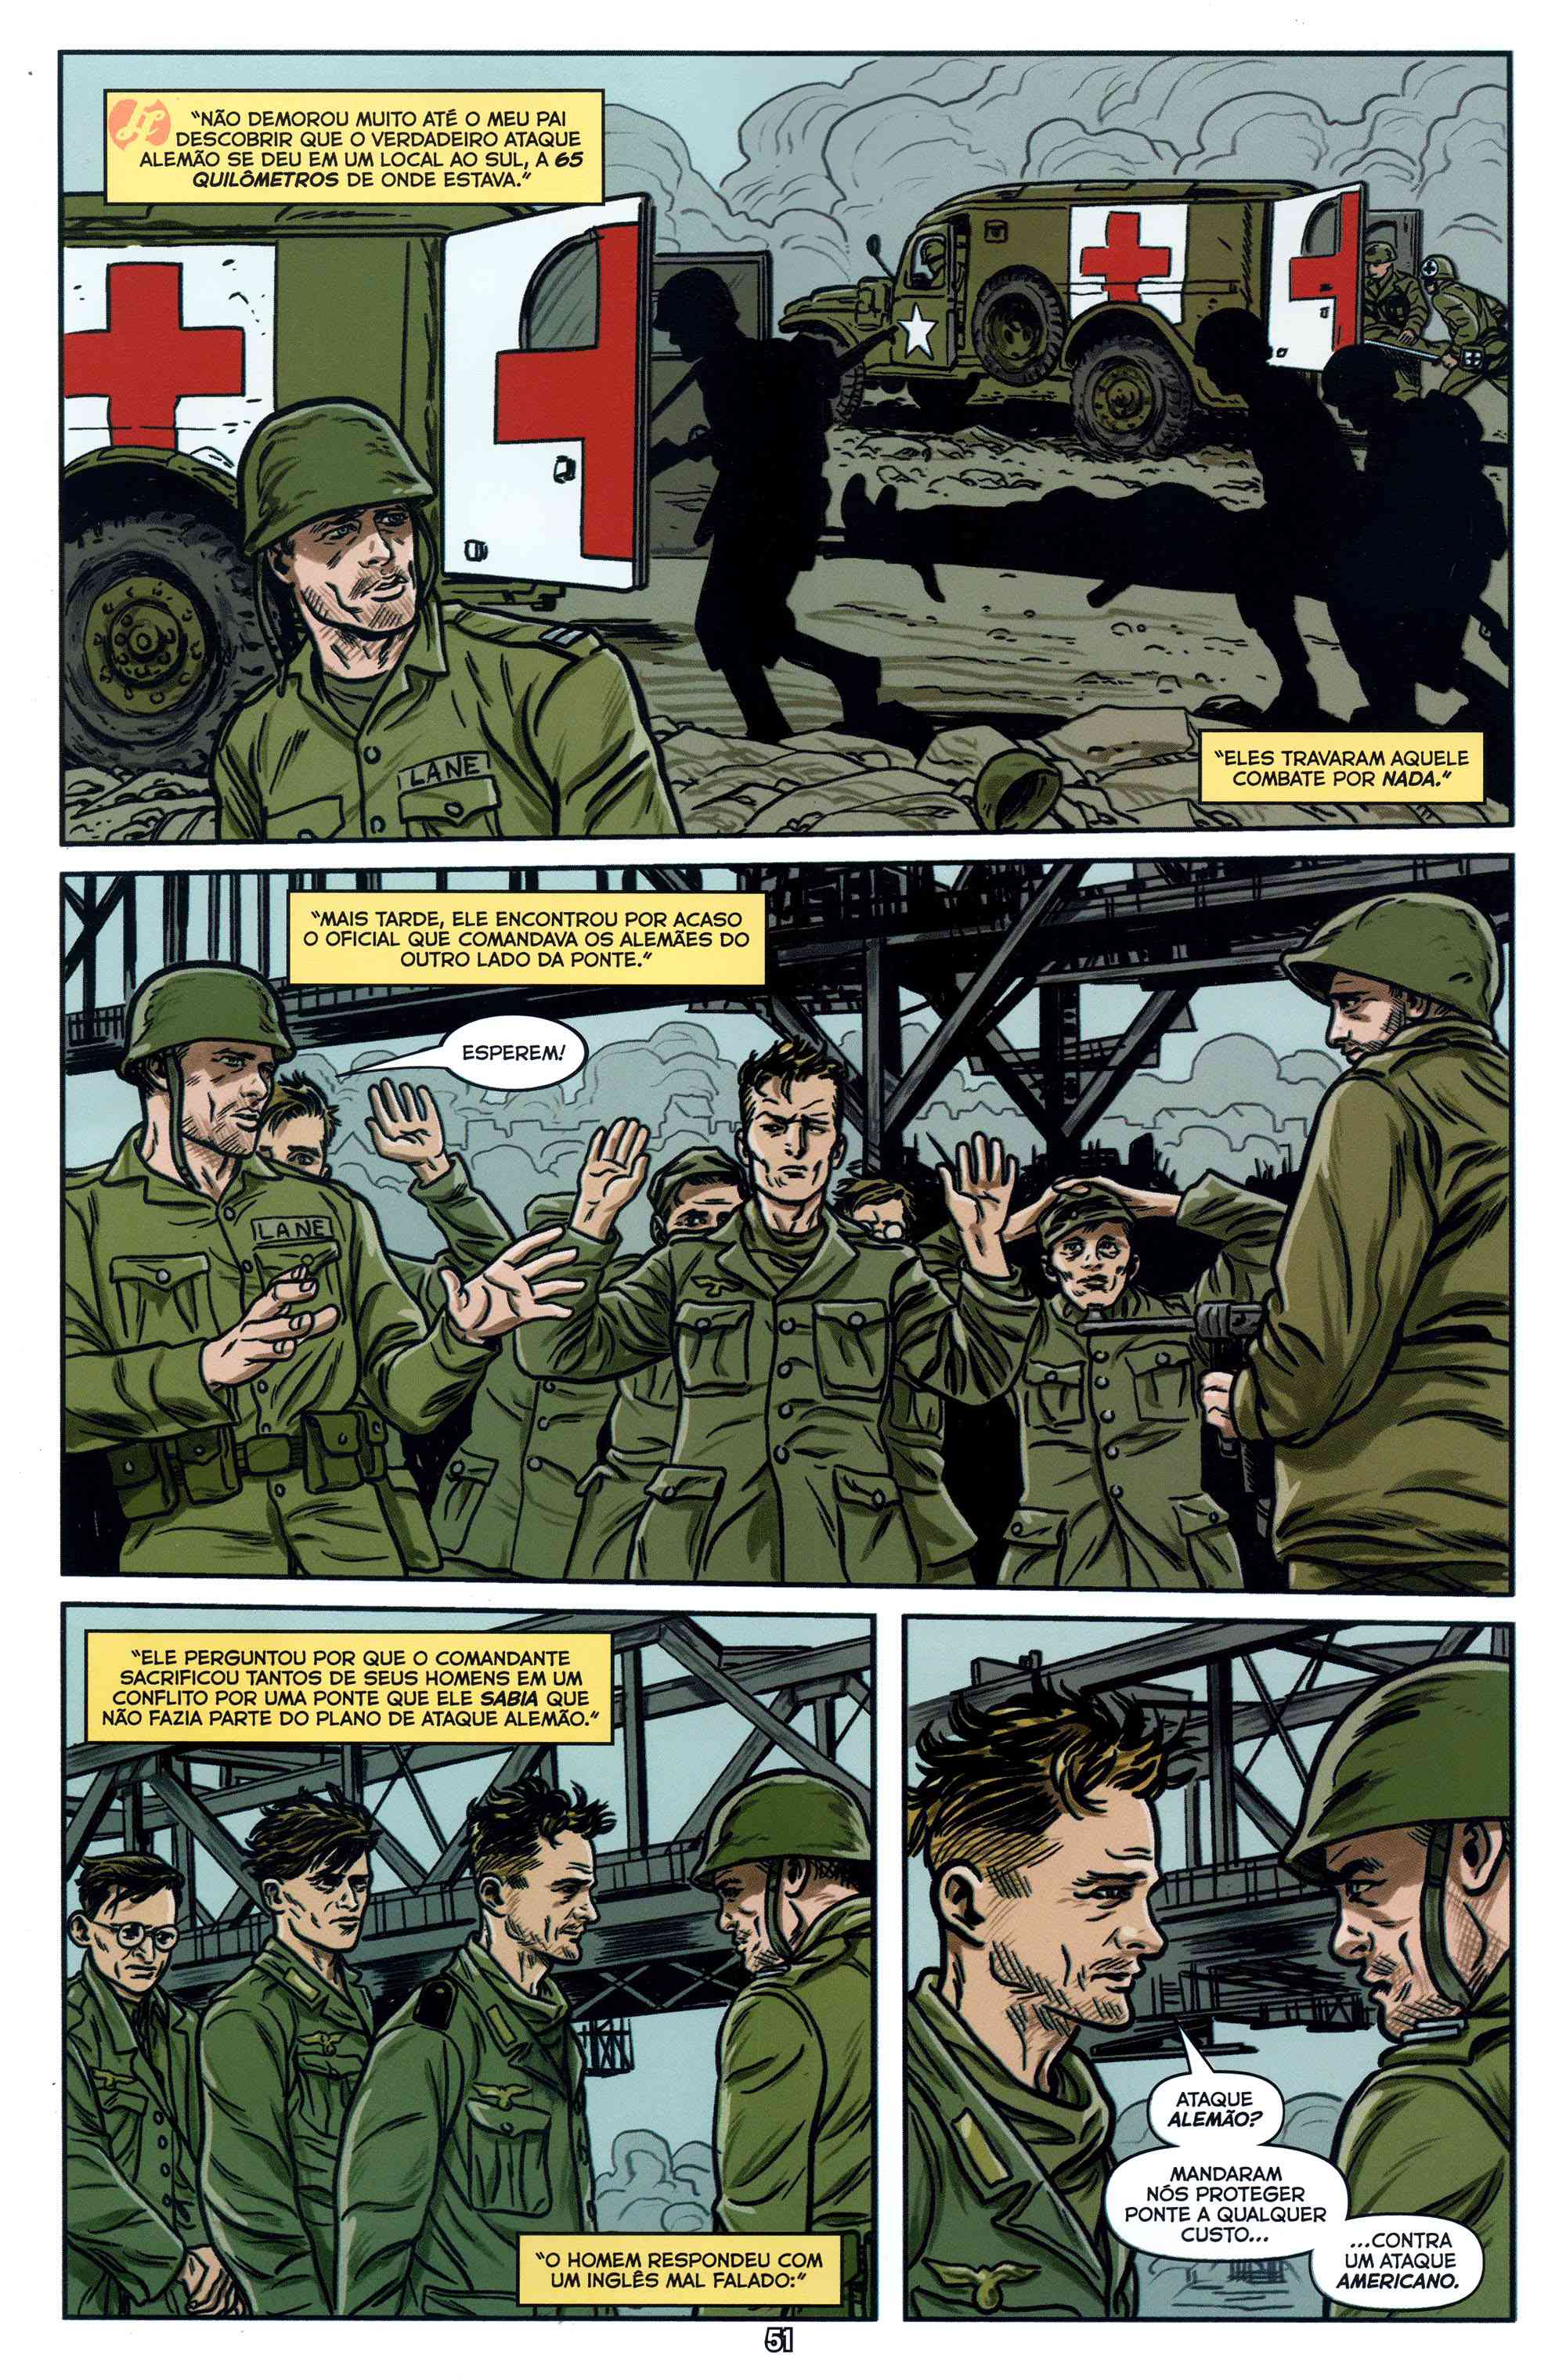 LL
"NÃO DEMOROU MUITO ATÉ O MEU PAI
DESCOBRIR QUE O VERDADEIRO ATAQUE
ALEMÃO SE DEU EM UM LOCAL AO SUL, A 65
QUILÔMETROS DE ONDE ESTAVA."
LANE
"ELES TRAVARAM AQUELE
COMBATE POR NADA."
"MAIS TARDE, ELE ENCONTROU POR ACASO
O OFICIAL QUE COMANDAVA OS ALEMÃES DO
OUTRO LADO DA PONTE."
ESPEREM!
LANE
"ELE PERGUNTOU POR QUE O COMANDANTE
SACRIFICOU TANTOS DE SEUS HOMENS EM UM
CONFLITO POR UMA PONTE QUE ELE SABIA QUE
NÃO FAZIA PARTE DO PLANO DE ATAQUE ALEMÃO."
"O HOMEM RESPONDEU COM
UM INGLÊS MAL FALADO:"
ATAQUE
ALEMÃO?
MANDARAM
NÓS PROTEGER
PONTE A QUALQUER
CUSTO...
...CONTRA
UM ATAQUE
AMERICANO.
51